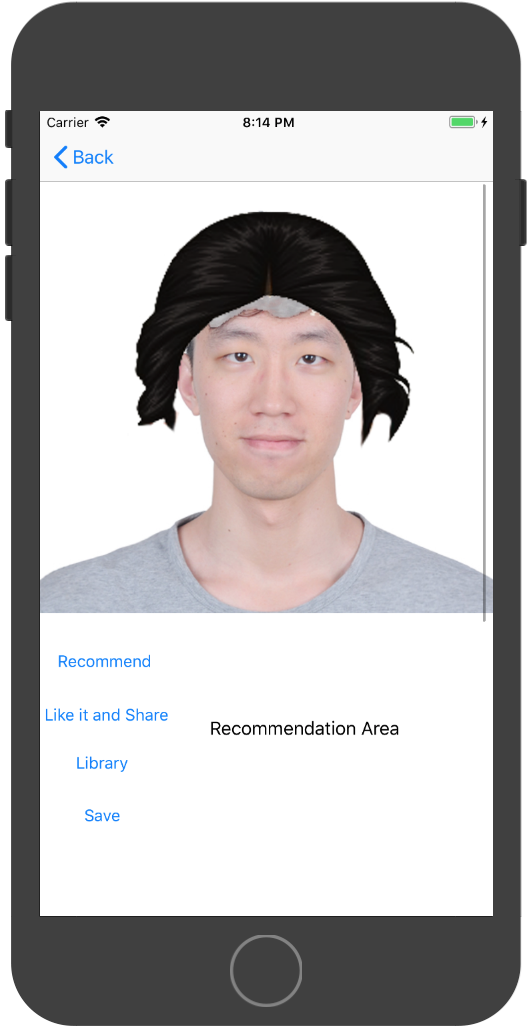 Carrier
8:14 PM
Back
Recommend
Like it and Share
Recommendation Area
Library
Save